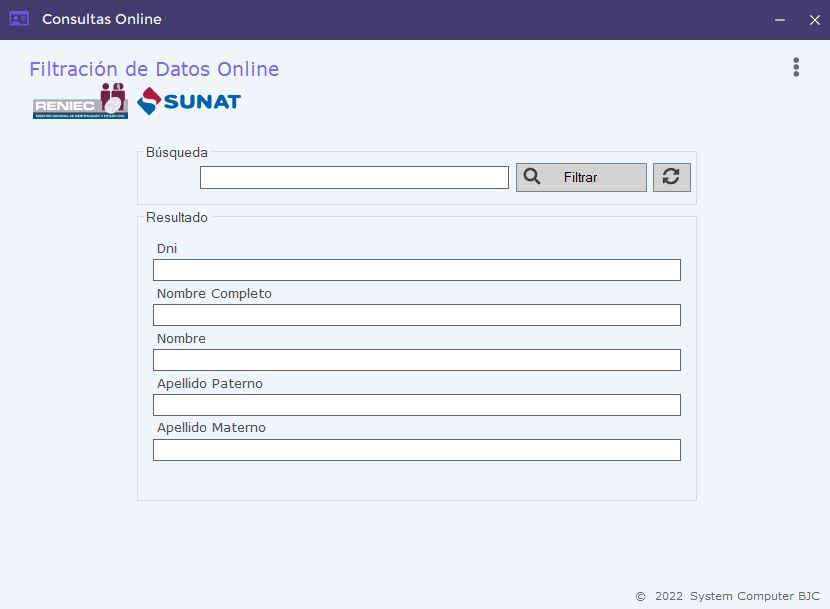 Consultas Online
Filtración de Datos Online
RENIEC
REGISTRO NACIONAL DE IDENTIFICACIÓN Y ESTADO CIVIL
SUNAT
Búsqueda
Filtrar
Resultado
Dni
Nombre Completo
Nombre
Apellido Paterno
Apellido Materno
© 2022 System Computer BJC